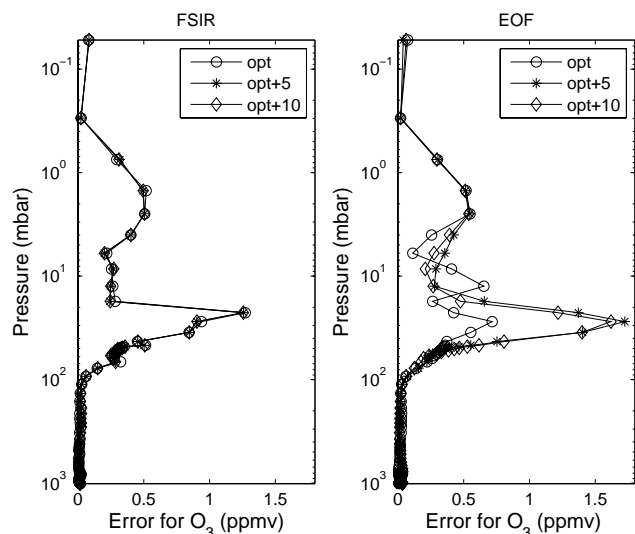 FSIR
opt
opt+5
opt+10
10^-1
10^0
10^1
10^2
10^3
Pressure (mbar)
0
0.5
1
1.5
Error for O_3 (ppmv)
EOF
opt
opt+5
opt+10
10^-1
10^0
10^1
10^2
10^3
Pressure (mbar)
0
0.5
1
1.5
Error for O_3 (ppmv)